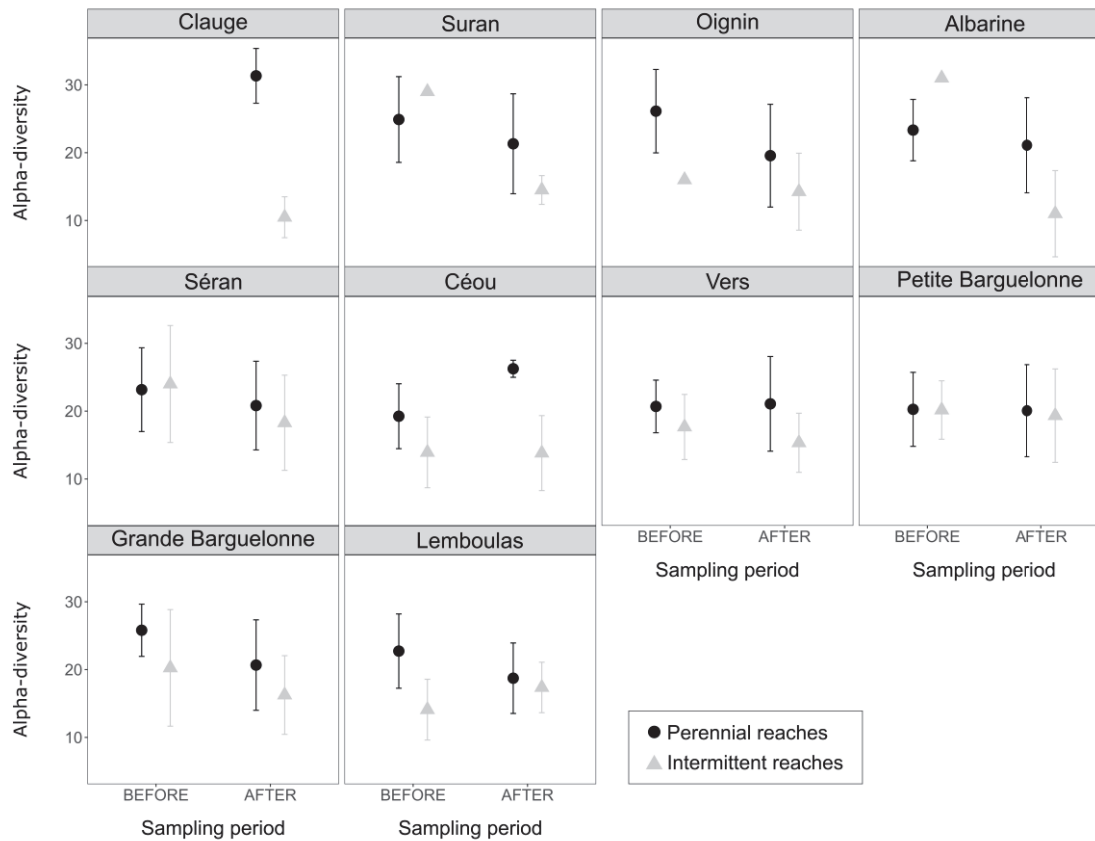 Clauge
Suran
Oignin
Albarine
Alpha-diversity
30
20
10
Séran
Céou
Vers
Petite Barguelonne
Alpha-diversity
30
20
10
BEFORE AFTER
BEFORE AFTER
Sampling period
Sampling period
Grande Barguelonne
Lemboulas
Alpha-diversity
30
20
10
Perennial reaches
Intermittent reaches
BEFORE AFTER
BEFORE AFTER
Sampling period
Sampling period